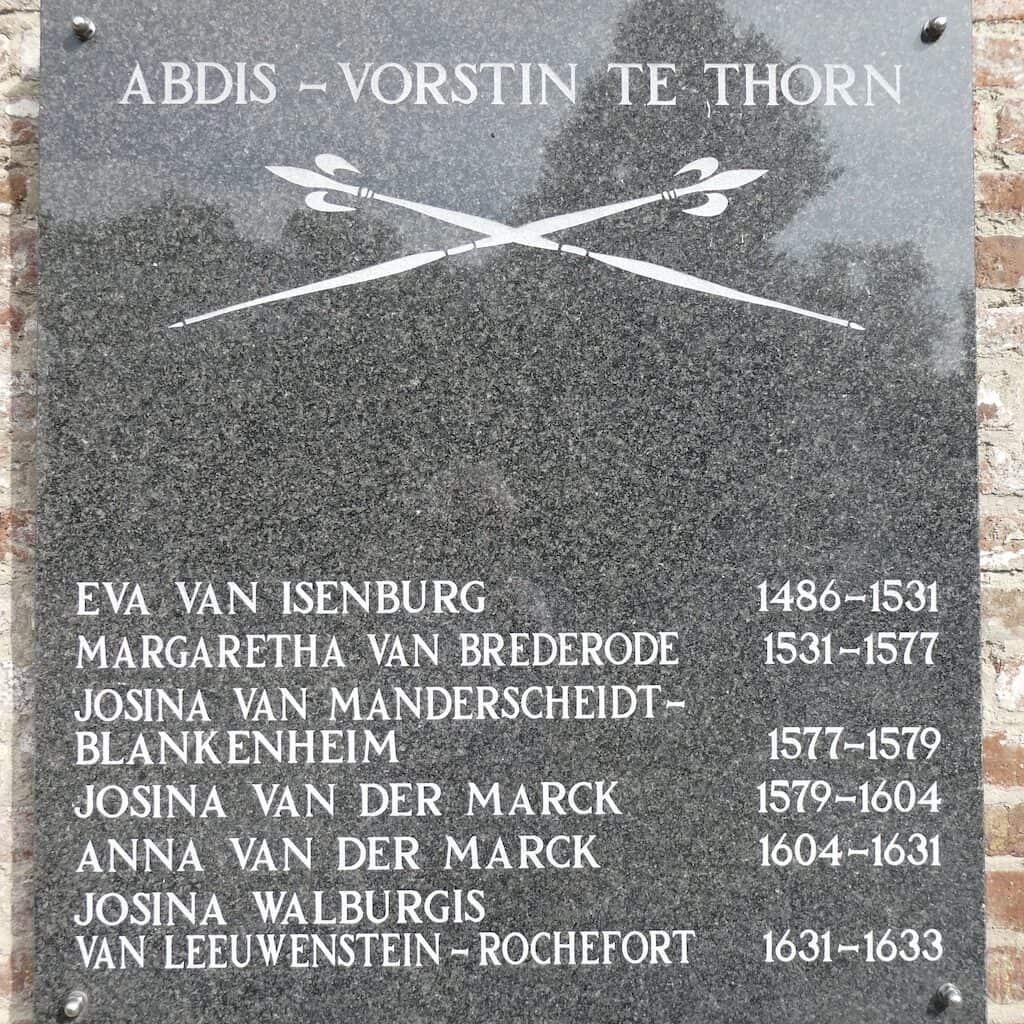 ABDIS – VORSTIN TE THORN
EVA VAN ISENBURG 1486–1531
MARGARETHA VAN BREDERODE 1531–1577
JOSINA VAN MANDERSCHEIDT-
BLANKENHEIM 1577–1579
JOSINA VAN DER MARCK 1579–1604
ANNA VAN DER MARCK 1604–1631
JOSINA WALBURGIS
VAN LEEUWENSTEIN – ROCHEFORT 1631–1633